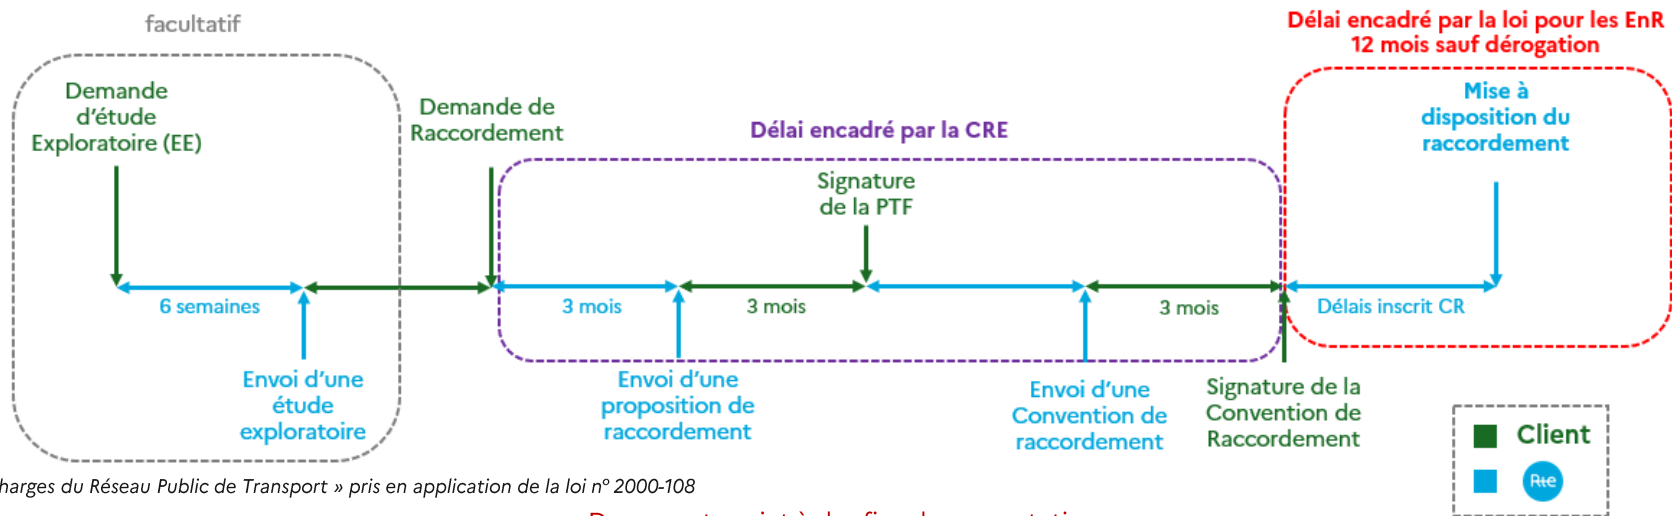 facultatif
Délai encadré par la loi pour les EnR
12 mois sauf dérogation
Demande
d'étude
Exploratoire (EE)
Demande de
Raccordement
Délai encadré par la CRE
Mise à
disposition du
raccordement
Signature
de la PTF
6 semaines
3 mois
3 mois
3 mois
Délais inscrit CR
Envoi d'une
étude
exploratoire
Envoi d'une
proposition de
raccordement
Envoi d'une
Convention de
raccordement
Signature de la
Convention de
Raccordement
Client
Rte
harges du Réseau Public de Transport » pris en application de la loi nº 2000-108